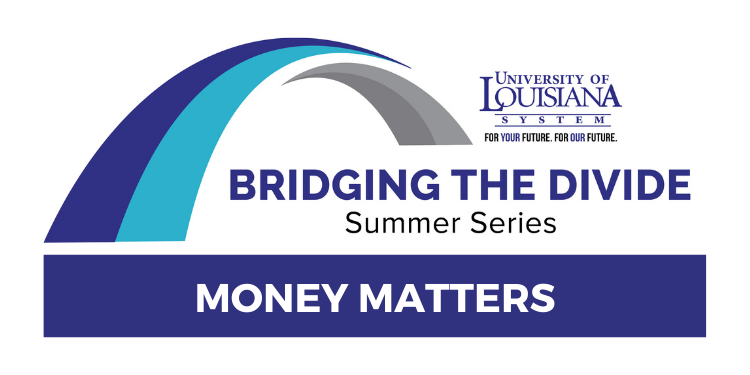 UNIVERSITY OF
LOUISIANA
SYSTEM
FOR YOUR FUTURE. FOR OUR FUTURE.
BRIDGING THE DIVIDE
Summer Series
MONEY MATTERS